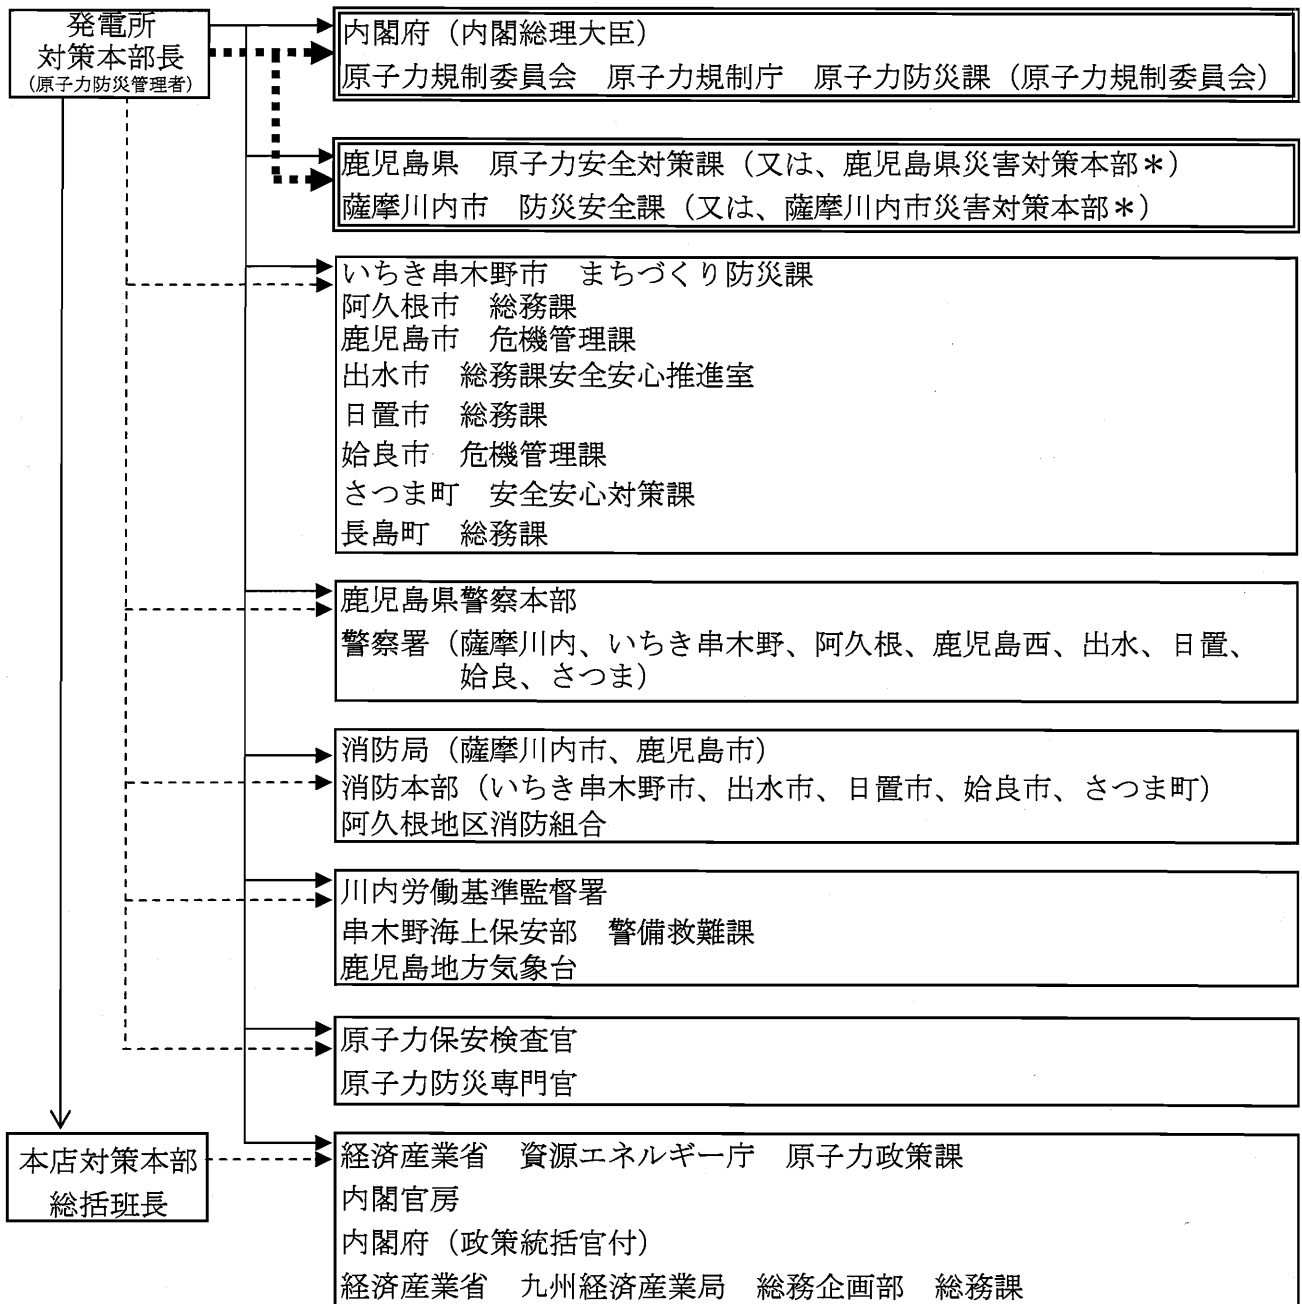 発電所
対策本部長
(原子力防災管理者)
内閣府（内閣総理大臣）
原子力規制委員会　原子力規制庁　原子力防災課（原子力規制委員会）
鹿児島県　原子力安全対策課（又は、鹿児島県災害対策本部＊）
薩摩川内市　防災安全課（又は、薩摩川内市災害対策本部＊）
いちき串木野市　まちづくり防災課
阿久根市　総務課
鹿児島市　危機管理課
出水市　総務課安全安心推進室
日置市　総務課
姶良市　危機管理課
さつま町　安全安心対策課
長島町　総務課
鹿児島県警察本部
警察署（薩摩川内、いちき串木野、阿久根、鹿児島西、出水、日置、
姶良、さつま）
消防局（薩摩川内市、鹿児島市）
消防本部（いちき串木野市、出水市、日置市、姶良市、さつま町）
阿久根地区消防組合
川内労働基準監督署
串木野海上保安部　警備救難課
鹿児島地方気象台
原子力保安検査官
原子力防災専門官
本店対策本部
総括班長
経済産業省　資源エネルギー庁　原子力政策課
内閣官房
内閣府（政策統括官付）
経済産業省　九州経済産業局　総務企画部　総務課